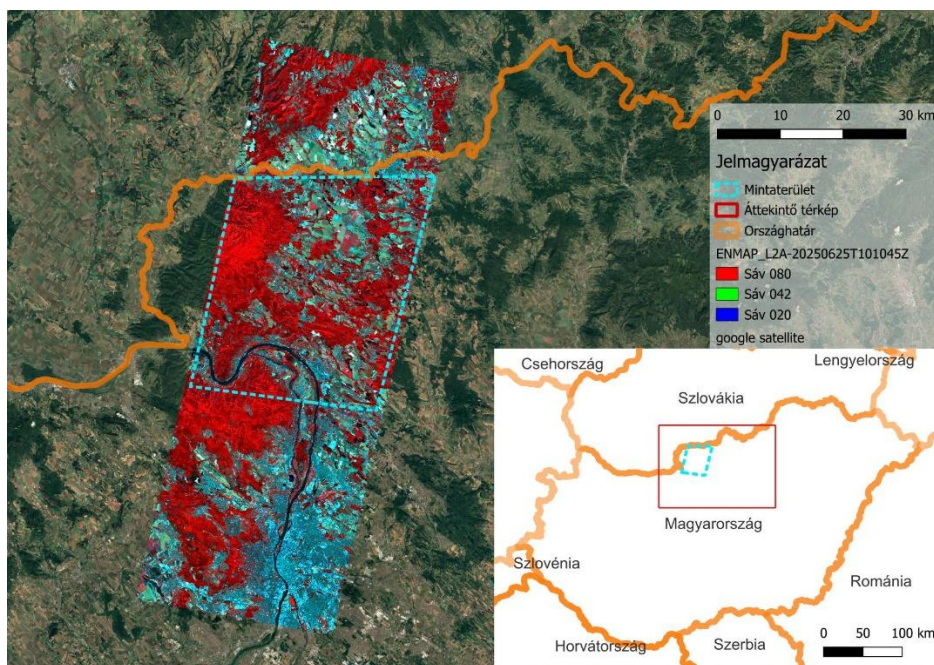 0 10 20 30 km
Jelmagyarázat
Mintaterület
Áttekintő térkép
Országhatár
ENMAP_L2A-20250625T101045Z
Sáv 080
Sáv 042
Sáv 020
google satellite
Csehország
Lengyelország
Szlovákia
Magyarország
Szlovénia
Románia
Horvátország
Szerbia
0 50 100 km